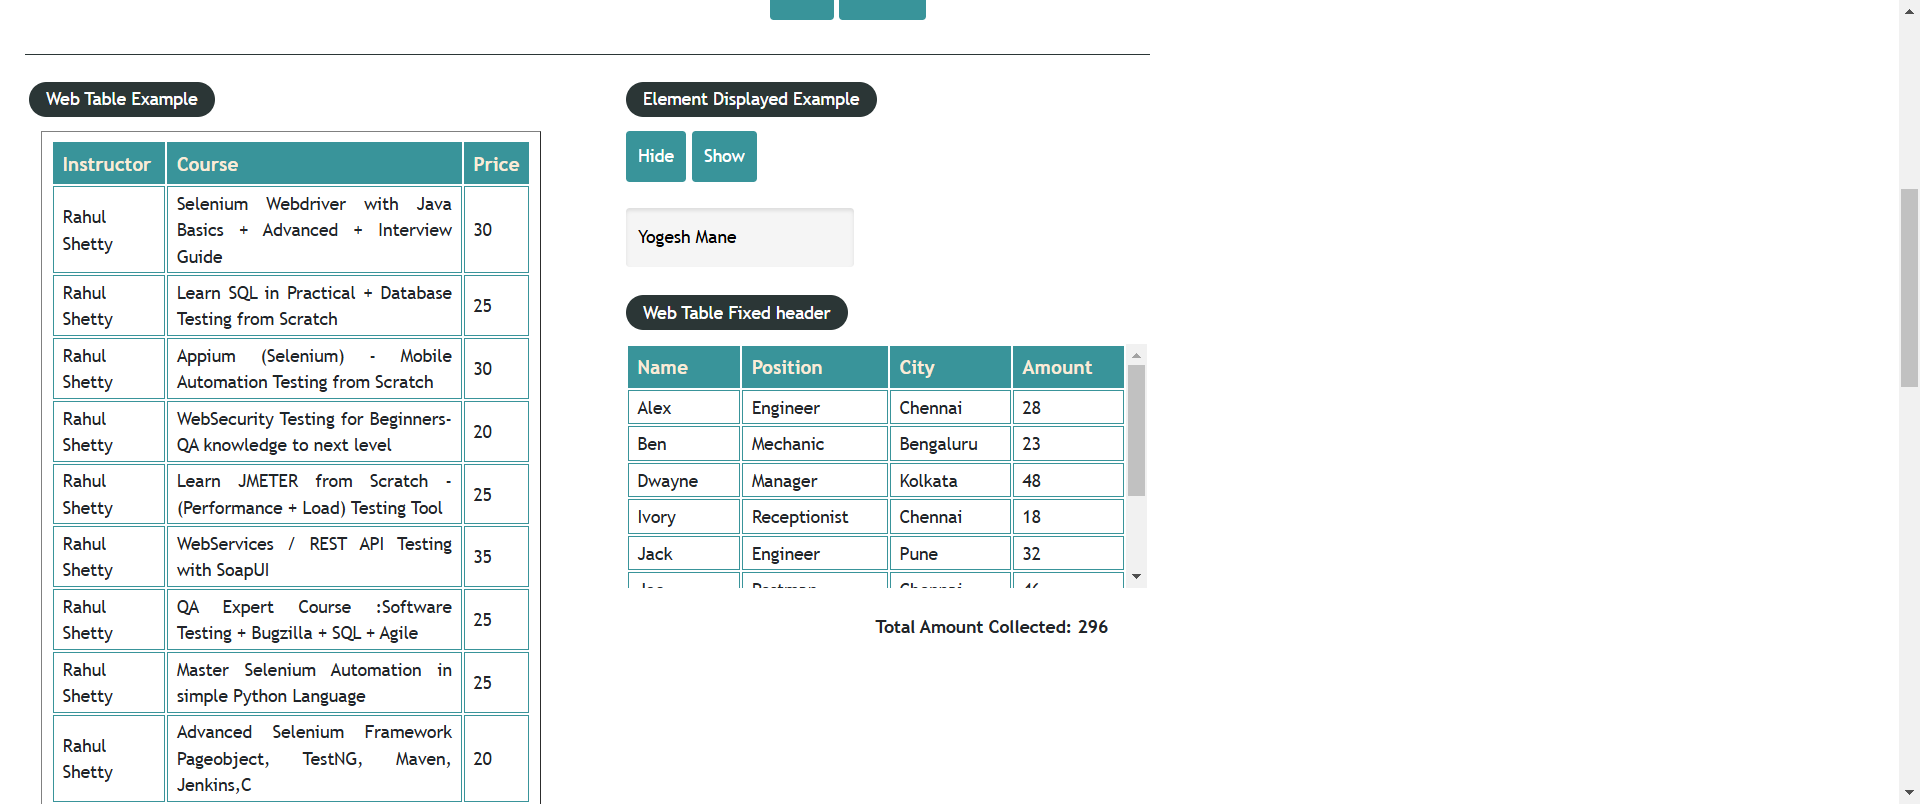 Web Table Example
Instructor Course Price
Rahul Shetty Selenium Webdriver with Java Basics + Advanced + Interview Guide 30
Rahul Shetty Learn SQL in Practical + Database Testing from Scratch 25
Rahul Shetty Appium (Selenium) - Mobile Automation Testing from Scratch 30
Rahul Shetty WebSecurity Testing for Beginners-QA knowledge to next level 20
Rahul Shetty Learn JMETER from Scratch - (Performance + Load) Testing Tool 25
Rahul Shetty WebServices / REST API Testing with SoapUI 35
Rahul Shetty QA Expert Course :Software Testing + Bugzilla + SQL + Agile 25
Rahul Shetty Master Selenium Automation in simple Python Language 25
Rahul Shetty Advanced Selenium Framework Pageobject, TestNG, Maven, Jenkins,C 20
Element Displayed Example
Hide Show
Yogesh Mane
Web Table Fixed header
Name Position City Amount
Alex Engineer Chennai 28
Ben Mechanic Bengaluru 23
Dwayne Manager Kolkata 48
Ivory Receptionist Chennai 18
Jack Engineer Pune 32
Total Amount Collected: 296